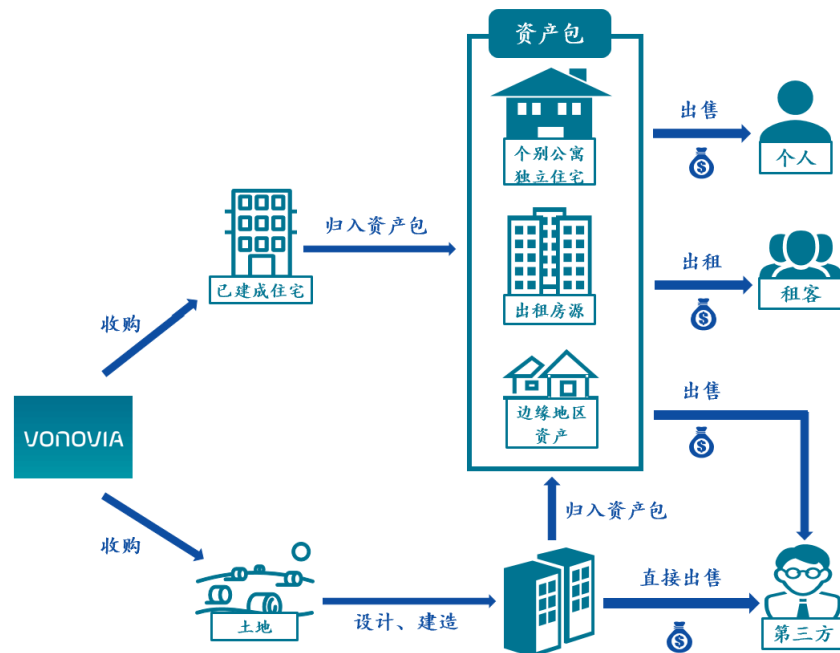 资产包
个别公寓
独立住宅
出售
个人
归入资产包
已建成住宅
出租房源
出租
租客
收购
VONOVIA
边缘地区
资产
出售
收购
归入资产包
土地
设计、建造
直接出售
第三方